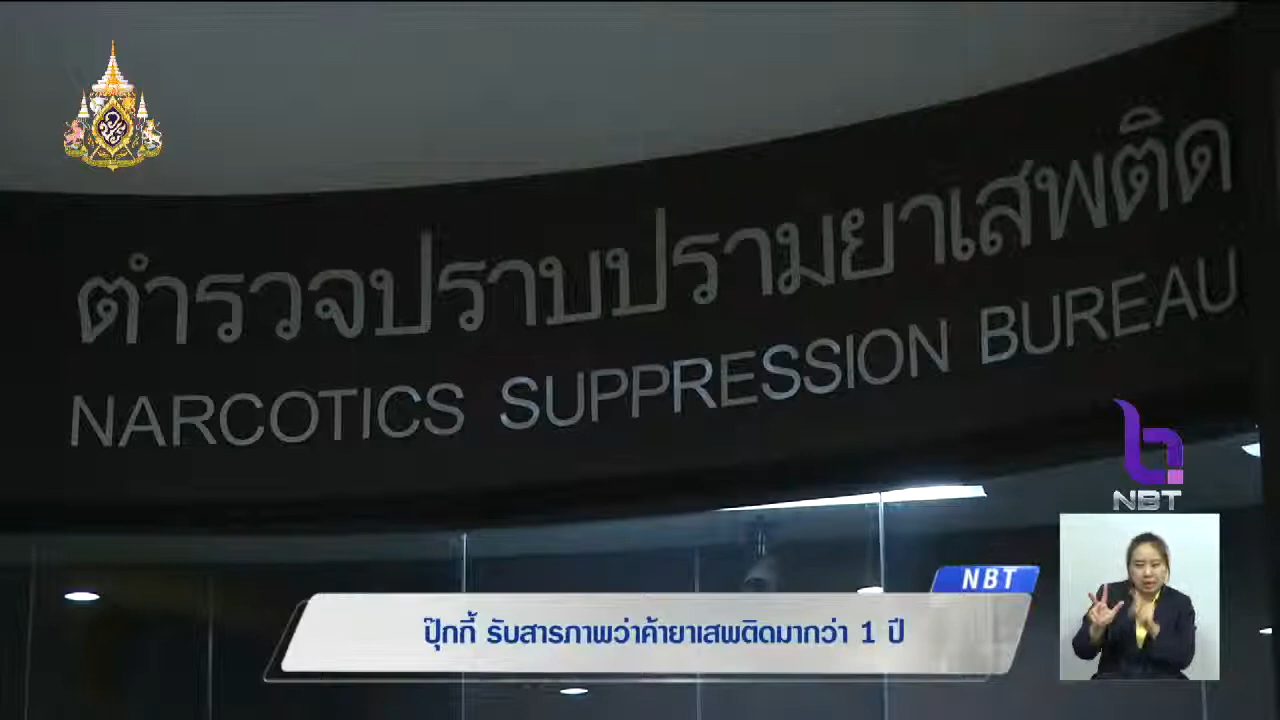 ตำรวจปราบปรามยาเสพติด
NARCOTICS SUPPRESSION BUREAU
NBT
NBT
ปุ๊กกี้ รับสารภาพว่าค้ายาเสพติดมากว่า 1 ปี